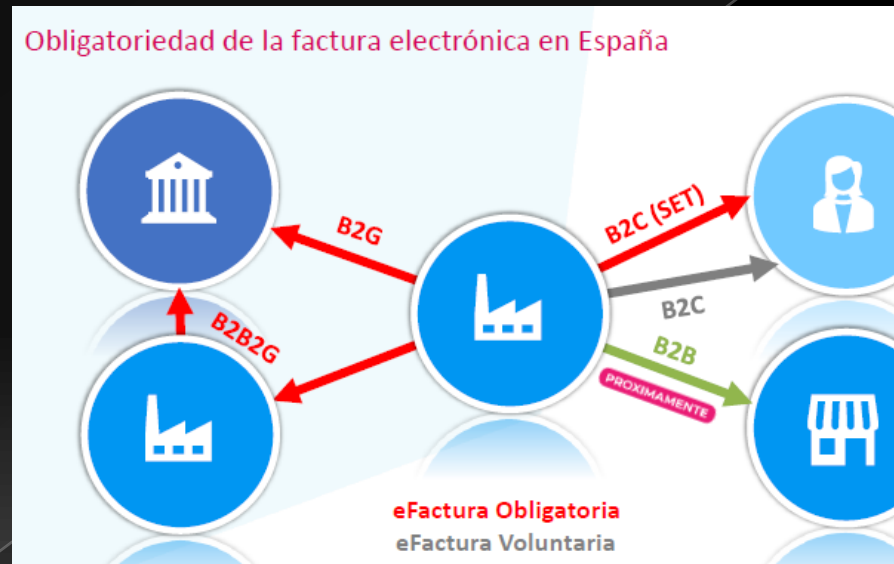 Obligatoriedad de la factura electrónica en España
B2G
B2C (SET)
B2C
B2B2G
B2B
PROXIMAMENTE
eFactura Obligatoria
eFactura Voluntaria